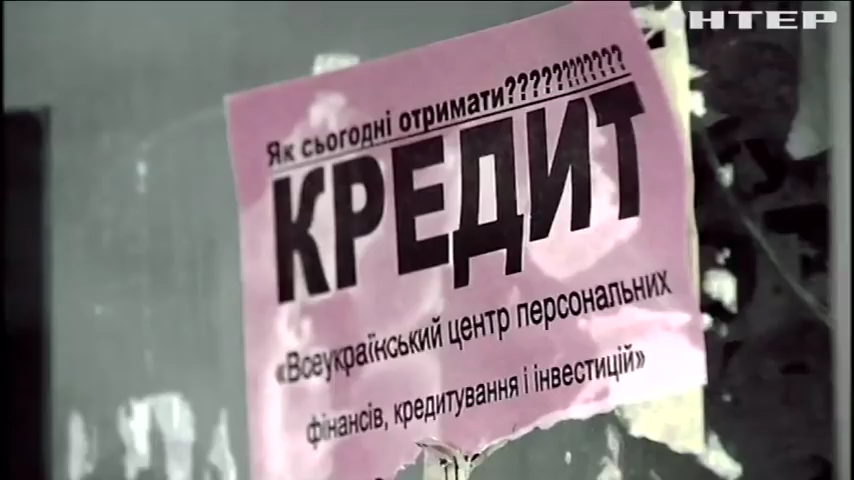 ІНТЕР
Як сьогодні отримати???????????
КРЕДИТ
«Всеукраїнський центр персональних
фінансів, кредитування і інвестицій»